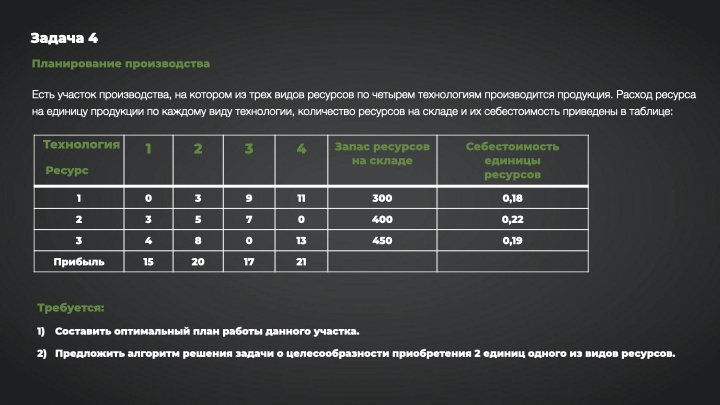 Задача 4
Планирование производства
Есть участок производства, на котором из трех видов ресурсов по четырем технологиям производится продукция. Расход ресурса
на единицу продукции по каждому виду технологии, количество ресурсов на складе и их себестоимость приведены в таблице:
Технология 1 2 3 4 Запас ресурсов Себестоимость
на складе единицы
Ресурс ресурсов
1 0 3 9 11 300 0,18
2 3 5 7 0 400 0,22
3 4 8 0 13 450 0,19
Прибыль 15 20 17 21
Требуется:
1) Составить оптимальный план работы данного участка.
2) Предложить алгоритм решения задачи о целесообразности приобретения 2 единиц одного из видов ресурсов.